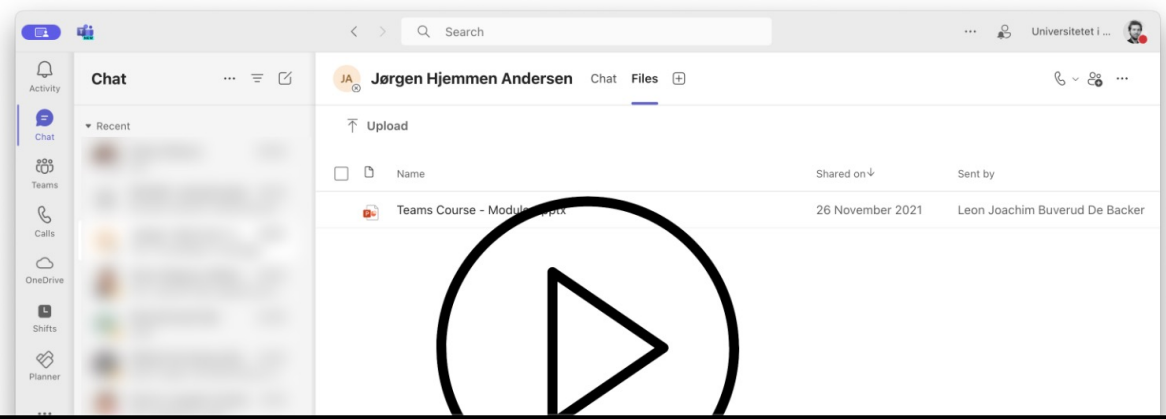 Search
Universitetet i ...
Activity
Chat
Teams
Calls
OneDrive
Shifts
Planner
Chat
Recent
JA Jørgen Hjemmen Andersen Chat Files
Upload
Name Shared on Sent by
Teams Course - 26 November 2021 Leon Joachim Buverud De Backer